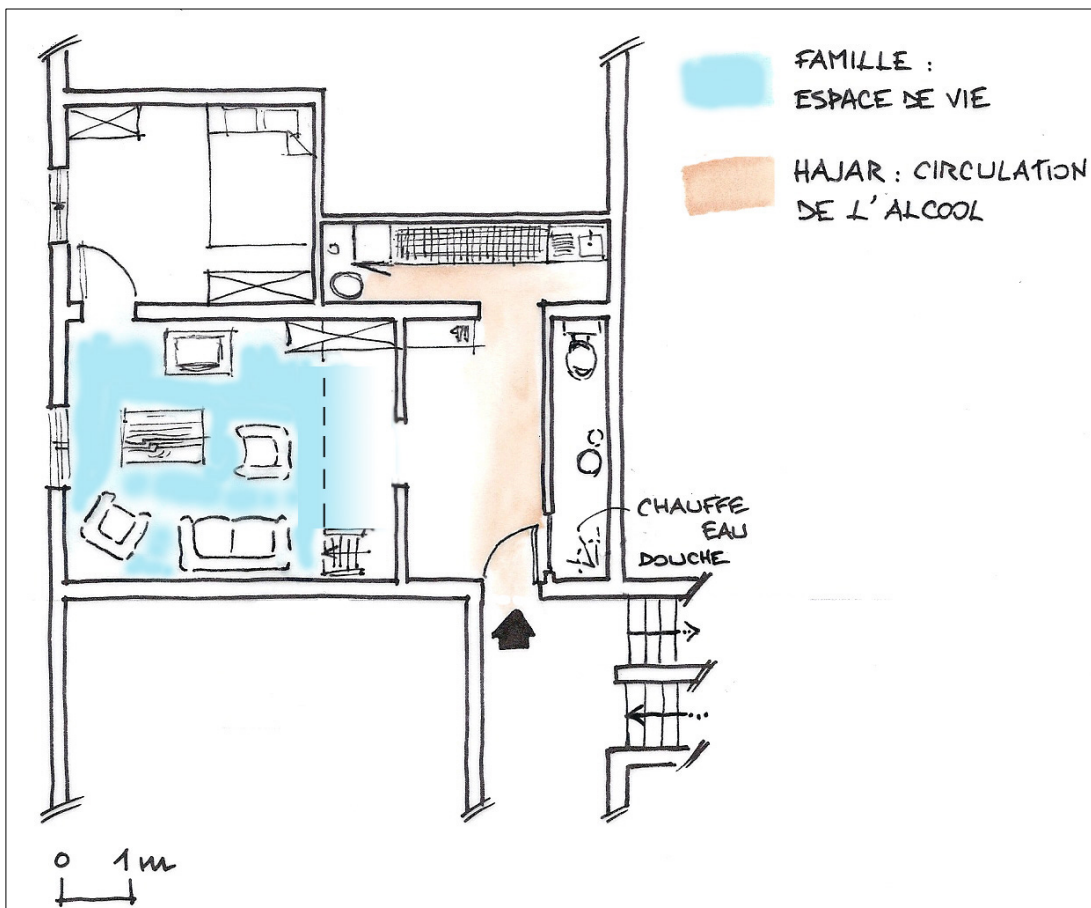 FAMILLE :
ESPACE DE VIE
HAJAR : CIRCULATION
DE L'ALCOOL
CHAUFFE
EAU
DOUCHE
0 1m